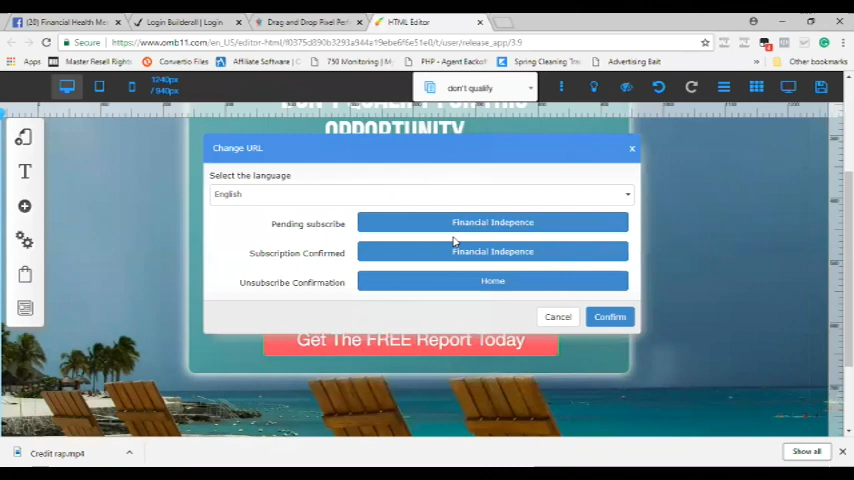 (20) Financial Health Me
Login Builderall | Login
Drag and Drop Pixel Per
HTML Editor
Secure
https://www.omb11.com/en_US/editor-html/f0375d890b3293a944a19ebe6f6e51e0/t/user/release_app/3.9
Apps
Master Resell Rights
Convertio Files
Affiliate Software | C
750 Monitoring | My
PHP - Agent Backof
Spring Cleaning Tra
Advertising Bait
»
Other bookmarks
1240px
/ 940px
don't qualify
OPPORTUNITY
Change URL
x
Select the language
English
Pending subscribe
Financial Indepence
Subscription Confirmed
Financial Indepence
Unsubscribe Confirmation
Home
Cancel
Confirm
Get The FREE Report Today
Credit rap.mp4
Show all